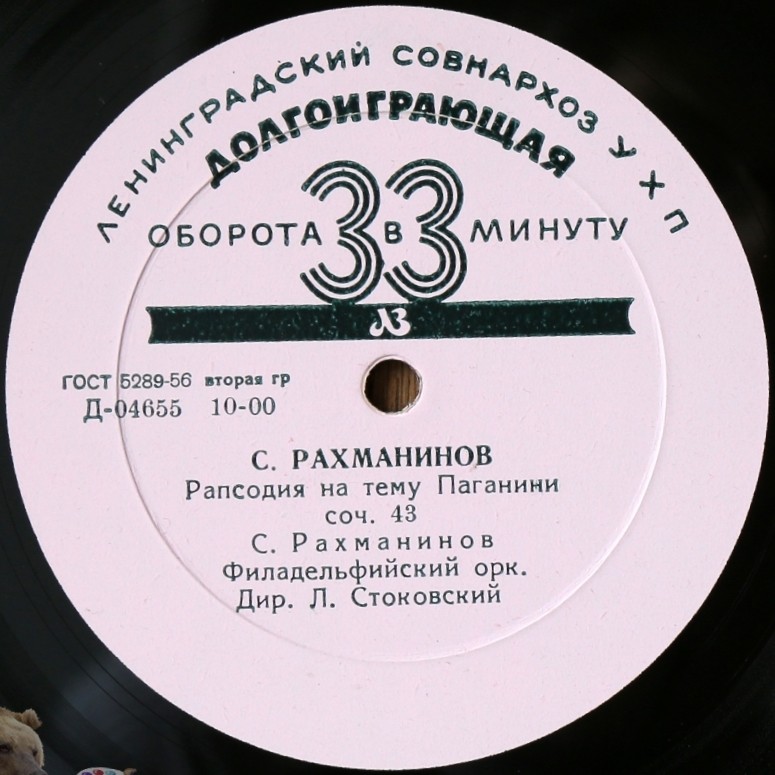 ЛЕНИНГРАДСКИЙ СОВНАРХОЗ УХП
ДОЛГОИГРАЮЩАЯ
ОБОРОТА 33 В МИНУТУ
ЛЗ
ГОСТ 5289-56 вторая гр
Д-04655 10-00
С. РАХМАНИНОВ
Рапсодия на тему Паганини
соч. 43
С. Рахманинов
Филадельфийский орк.
Дир. Л. Стоковский